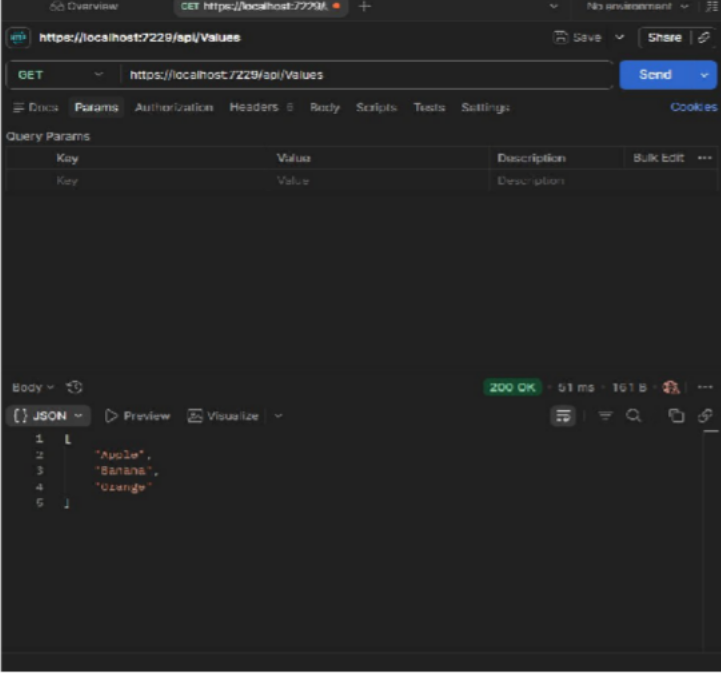 Overview GET https://localhost:7229/. + No environment
https://localhost:7229/api/Values Save Share
GET https://localhost:7229/api/Values Send
Docs Params Authorization Headers 6 Body Scripts Tests Settings Cookies
Query Params
Key Value Description Bulk Edit
Key Value Description
Body 200 OK 51 ms 161 B
{} JSON Preview Visualize
1 [
2 "Apple",
3 "Banana",
4 "Orange"
5 ]